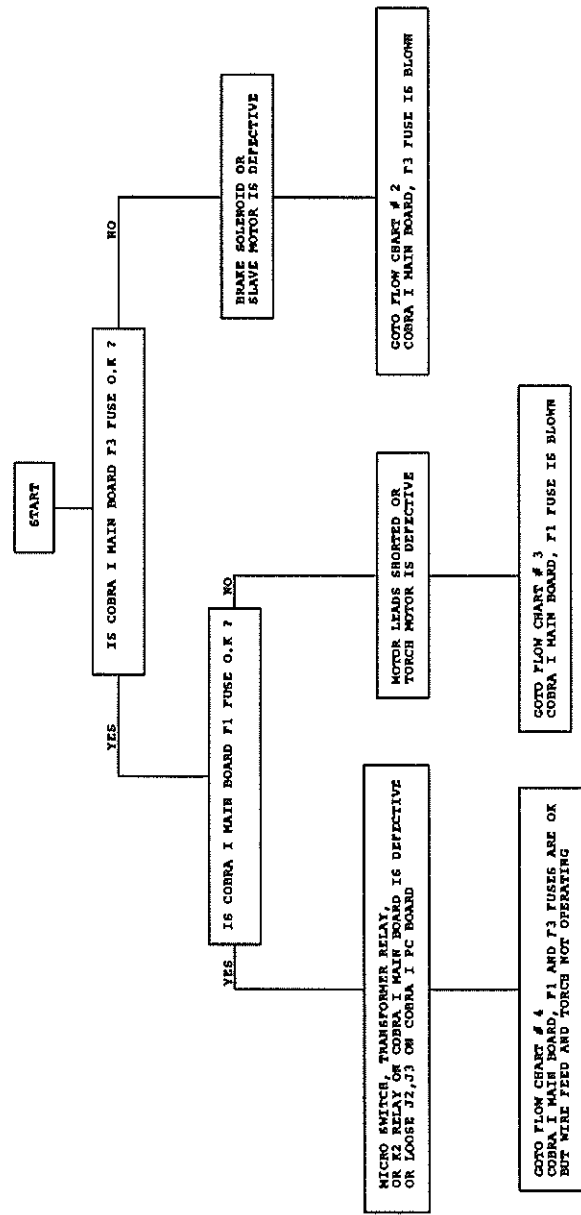 START
IS COBRA I MAIN BOARD F3 FUSE O.K ?
YES
NO
IS COBRA I MAIN BOARD F1 FUSE O.K ?
BRAKE SOLENOID OR
SLAVE MOTOR IS DEFECTIVE
YES
NO
MICRO SWITCH, TRANSFORMER RELAY,
OR K2 RELAY ON COBRA I MAIN BOARD IS DEFECTIVE
OR LOOSE J2,J3 ON COBRA I PC BOARD
MOTOR LEADS SHORTED OR
TORCH MOTOR IS DEFECTIVE
GOTO FLOW CHART # 2
COBRA I MAIN BOARD, F3 FUSE IS BLOWN
GOTO FLOW CHART # 4
COBRA I MAIN BOARD, F1 AND F3 FUSES ARE OK
BUT WIRE FEED AND TORCH NOT OPERATING
GOTO FLOW CHART # 3
COBRA I MAIN BOARD, F1 FUSE IS BLOWN